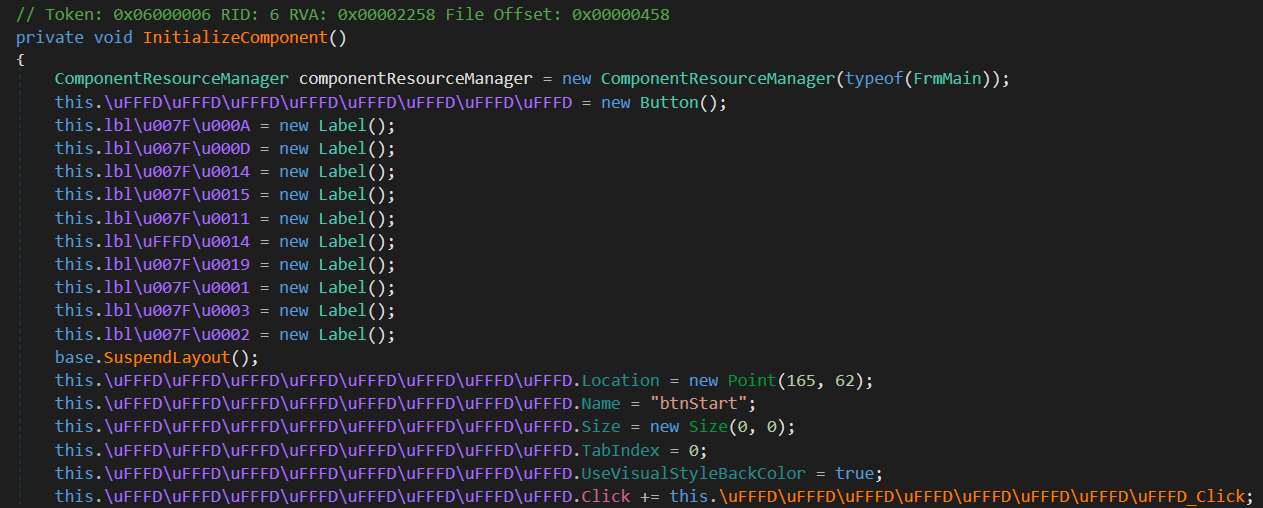 // Token: 0x06000006 RID: 6 RVA: 0x00002258 File Offset: 0x00000458
private void InitializeComponent()
{
ComponentResourceManager componentResourceManager = new ComponentResourceManager(typeof(FrmMain));
this.\uFFFD\uFFFD\uFFFD\uFFFD\uFFFD\uFFFD\uFFFD\uFFFD = new Button();
this.lbl\u007F\u000A = new Label();
this.lbl\u007F\u000D = new Label();
this.lbl\u007F\u0014 = new Label();
this.lbl\u007F\u0015 = new Label();
this.lbl\u007F\u0011 = new Label();
this.lbl\uFFFD\u0014 = new Label();
this.lbl\u007F\u0019 = new Label();
this.lbl\u007F\u0001 = new Label();
this.lbl\u007F\u0003 = new Label();
this.lbl\u007F\u0002 = new Label();
base.SuspendLayout();
this.\uFFFD\uFFFD\uFFFD\uFFFD\uFFFD\uFFFD\uFFFD\uFFFD.Location = new Point(165, 62);
this.\uFFFD\uFFFD\uFFFD\uFFFD\uFFFD\uFFFD\uFFFD\uFFFD.Name = "btnStart";
this.\uFFFD\uFFFD\uFFFD\uFFFD\uFFFD\uFFFD\uFFFD\uFFFD.Size = new Size(0, 0);
this.\uFFFD\uFFFD\uFFFD\uFFFD\uFFFD\uFFFD\uFFFD\uFFFD.TabIndex = 0;
this.\uFFFD\uFFFD\uFFFD\uFFFD\uFFFD\uFFFD\uFFFD\uFFFD.UseVisualStyleBackColor = true;
this.\uFFFD\uFFFD\uFFFD\uFFFD\uFFFD\uFFFD\uFFFD\uFFFD.Click += this.\uFFFD\uFFFD\uFFFD\uFFFD\uFFFD\uFFFD\uFFFD\uFFFD_Click;